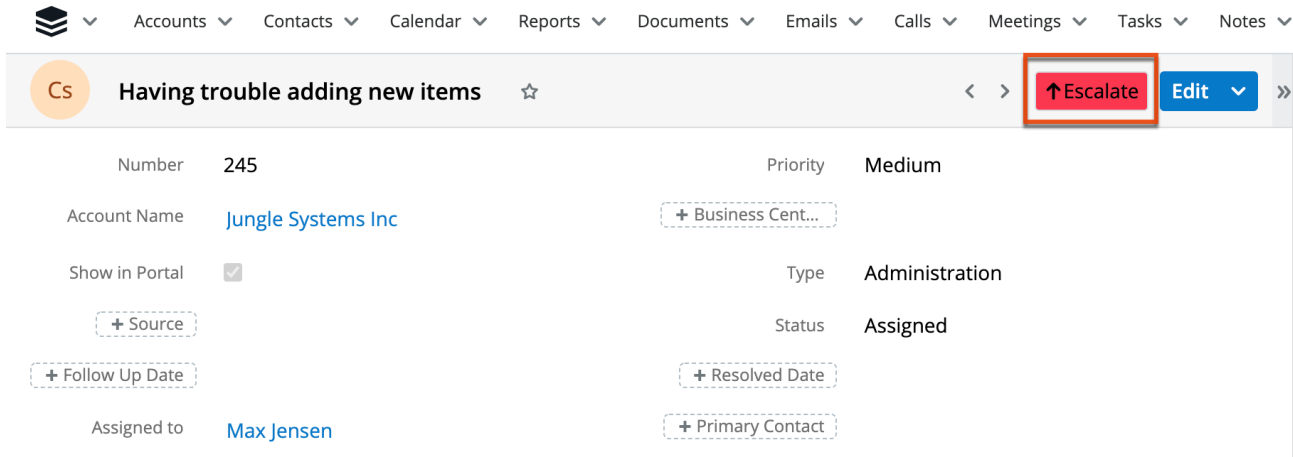 Accounts Contacts Calendar Reports Documents Emails Calls Meetings Tasks Notes
Cs Having trouble adding new items Escalate Edit
Number 245 Priority Medium
Account Name Jungle Systems Inc + Business Cent...
Show in Portal Type Administration
+ Source Status Assigned
+ Follow Up Date + Resolved Date
Assigned to Max Jensen + Primary Contact